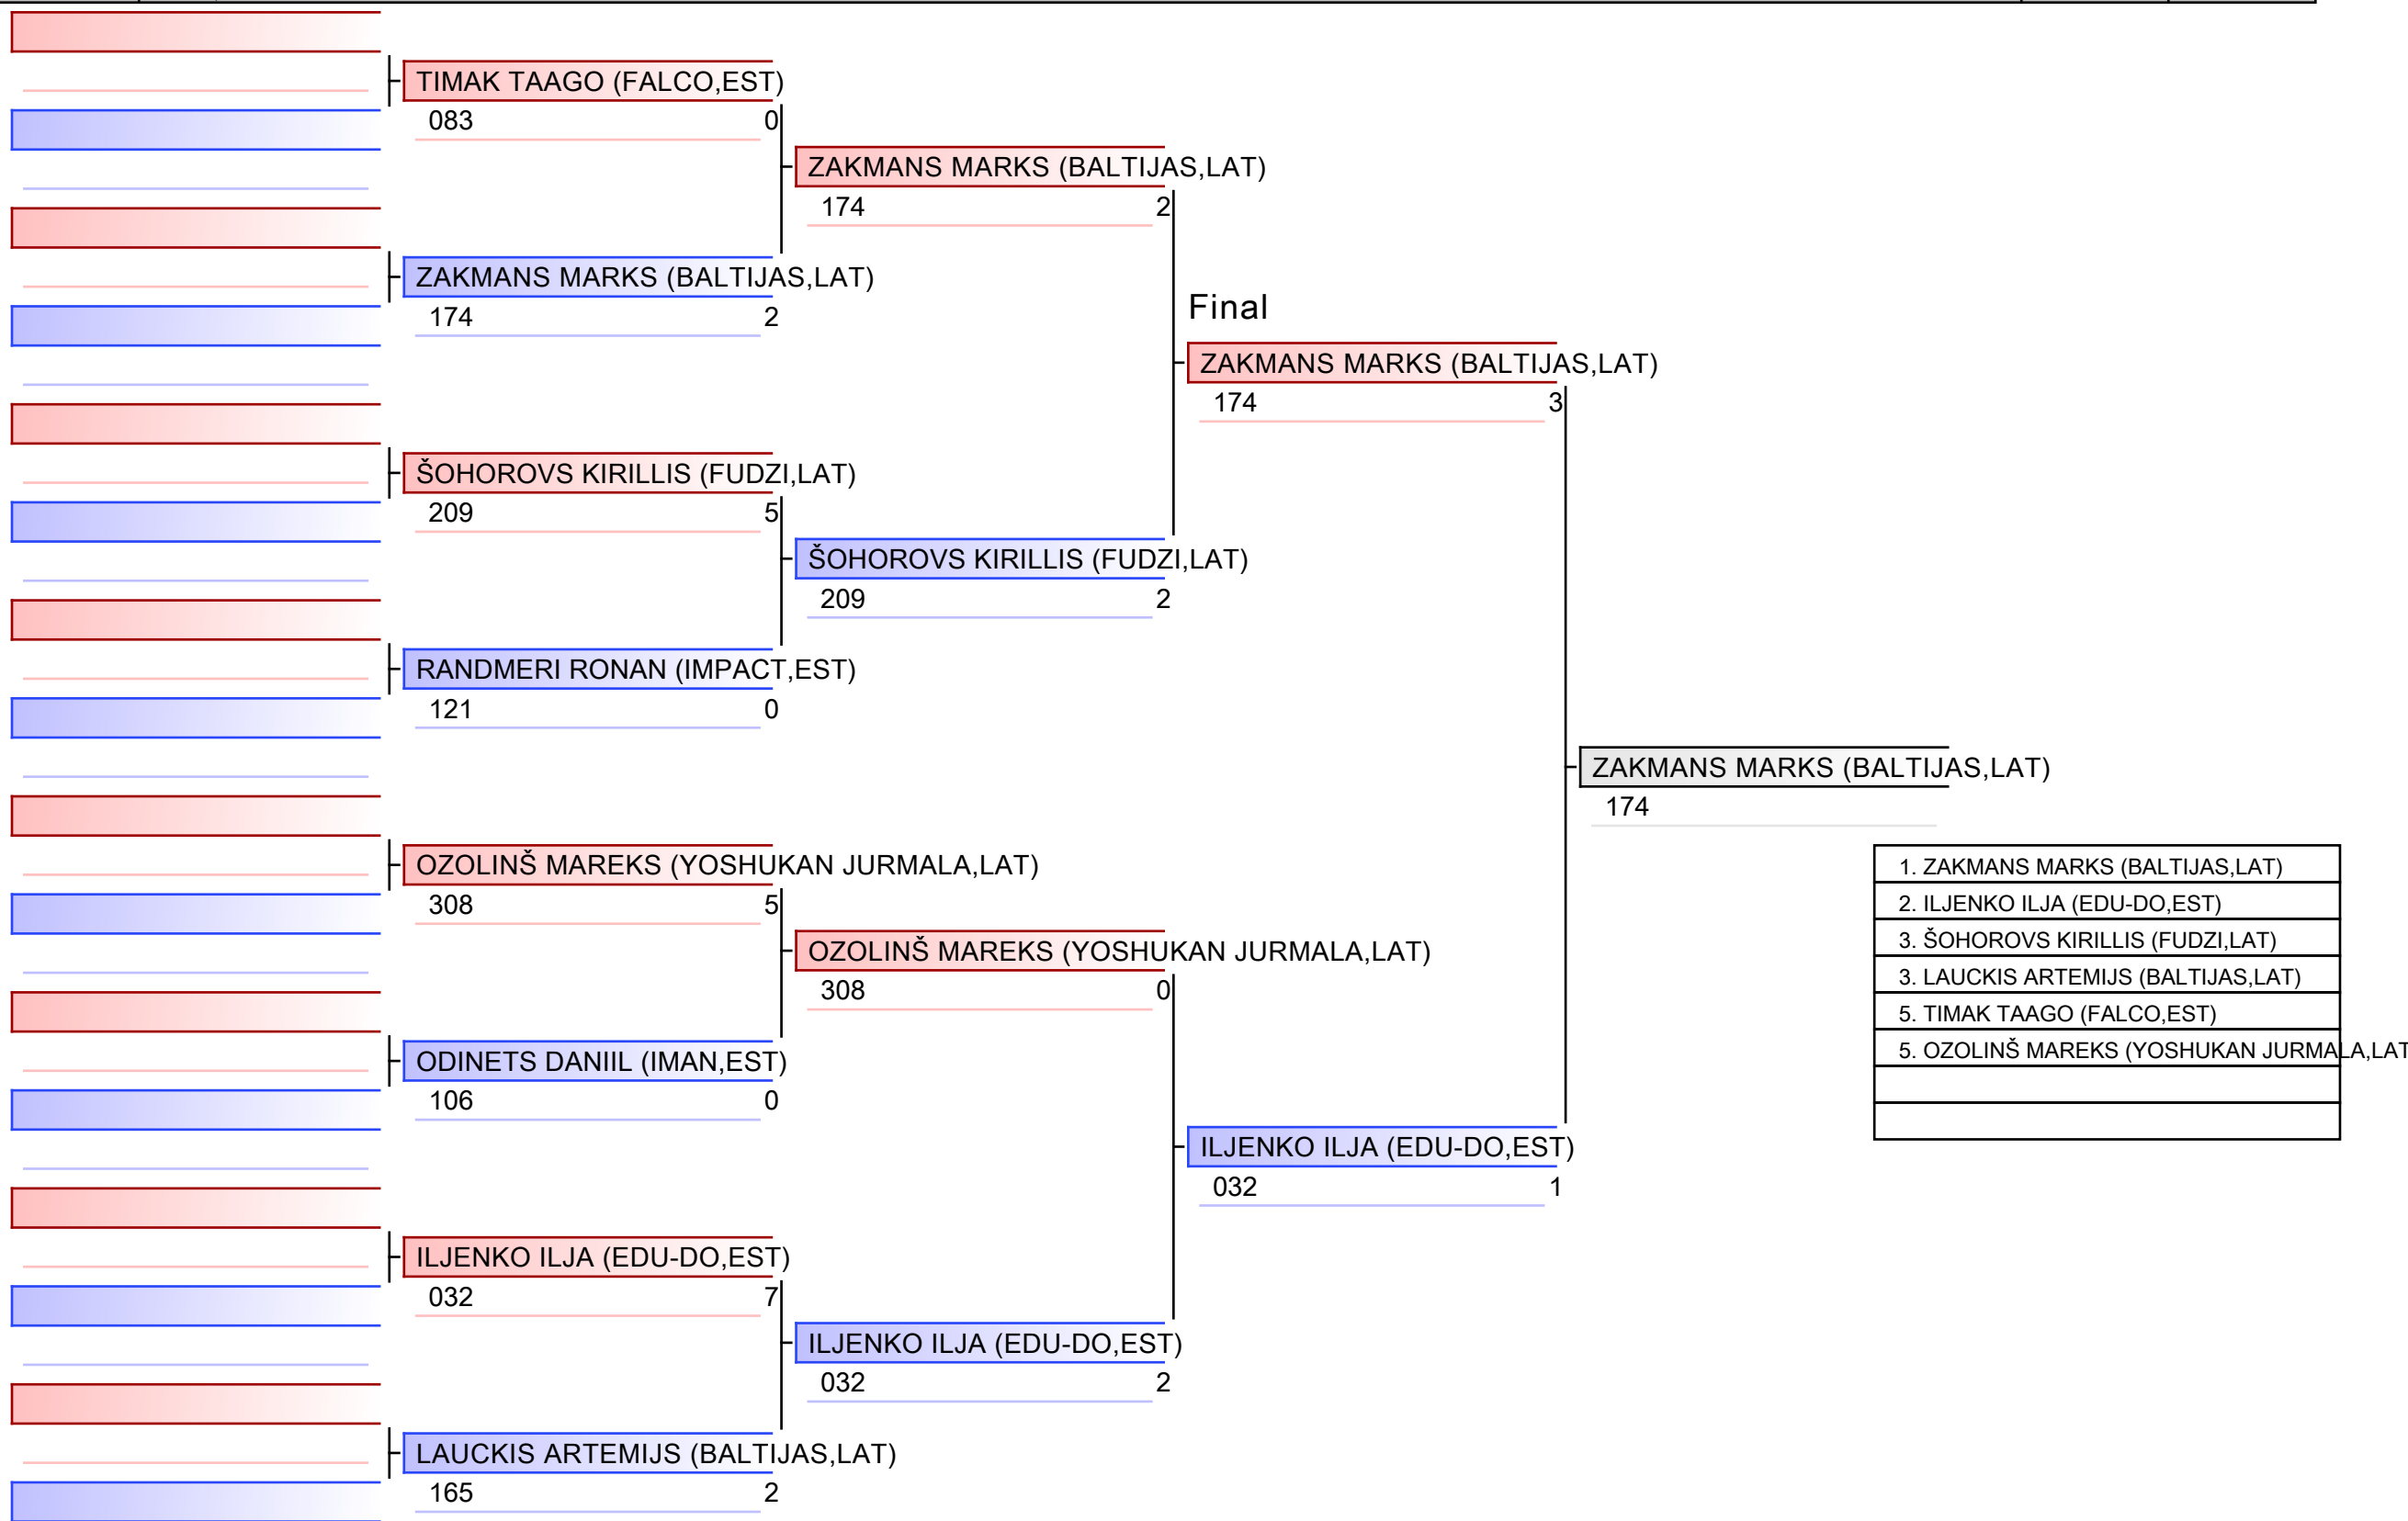 TIMAK TAAGO (FALCO,EST)
083 0
ZAKMANS MARKS (BALTIJAS,LAT)
174 2
ZAKMANS MARKS (BALTIJAS,LAT)
174 2
Final
ZAKMANS MARKS (BALTIJAS,LAT)
174 3
ŠOHOROVS KIRILLIS (FUDZI,LAT)
209 5
ŠOHOROVS KIRILLIS (FUDZI,LAT)
209 2
RANDMERI RONAN (IMPACT,EST)
121 0
ZAKMANS MARKS (BALTIJAS,LAT)
174
OZOLINŠ MAREKS (YOSHUKAN JURMALA,LAT)
308 5
OZOLINŠ MAREKS (YOSHUKAN JURMALA,LAT)
308 0
ODINETS DANIIL (IMAN,EST)
106 0
ILJENKO ILJA (EDU-DO,EST)
032 1
ILJENKO ILJA (EDU-DO,EST)
032 7
ILJENKO ILJA (EDU-DO,EST)
032 2
LAUCKIS ARTEMIJS (BALTIJAS,LAT)
165 2
1. ZAKMANS MARKS (BALTIJAS,LAT)
2. ILJENKO ILJA (EDU-DO,EST)
3. ŠOHOROVS KIRILLIS (FUDZI,LAT)
3. LAUCKIS ARTEMIJS (BALTIJAS,LAT)
5. TIMAK TAAGO (FALCO,EST)
5. OZOLINŠ MAREKS (YOSHUKAN JURMALA,LAT